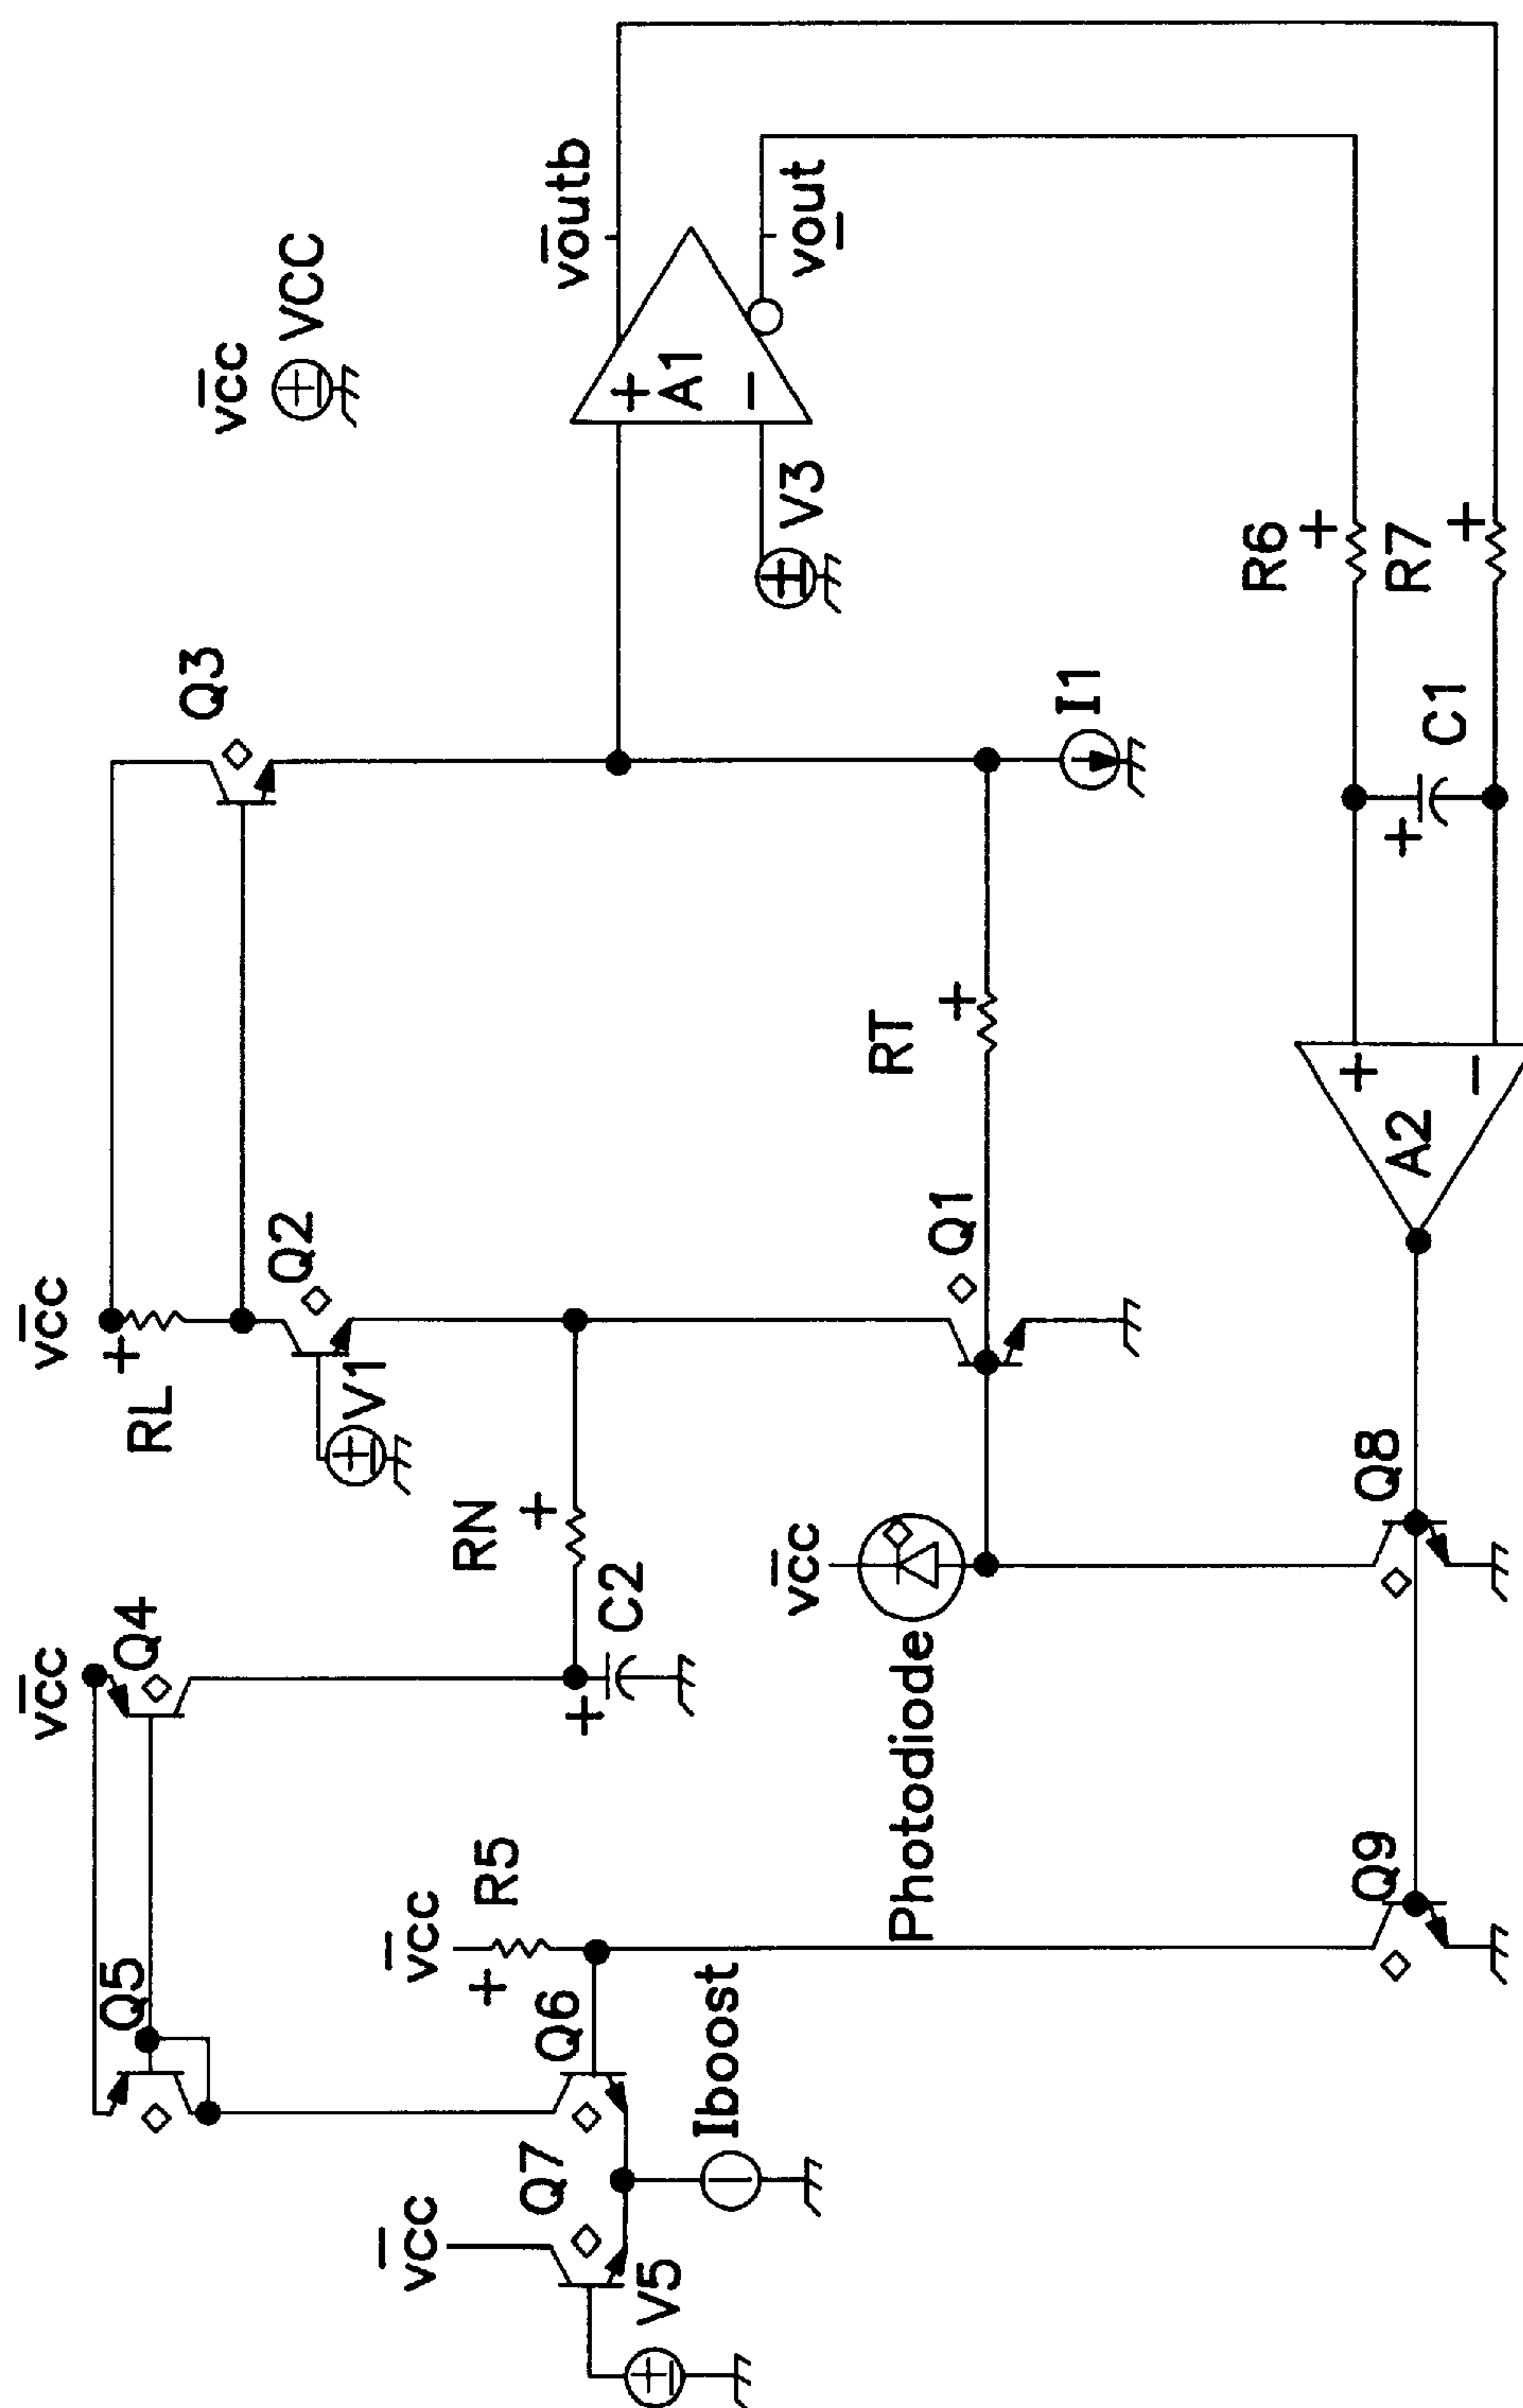 vcc
Q5
Q4
vcc
RL
+
Q3
vcc
VCC
Q2
V1
vcc
R5
+
RN
+
C2
+
Q7
Q6
vcc
V5
Iboost
voutb
+
A1
-
vout
V3
Photodiode
vcc
Q1
RT
+
I1
Q9
Q8
A2
+
-
C1
+
R6
+
R7
+